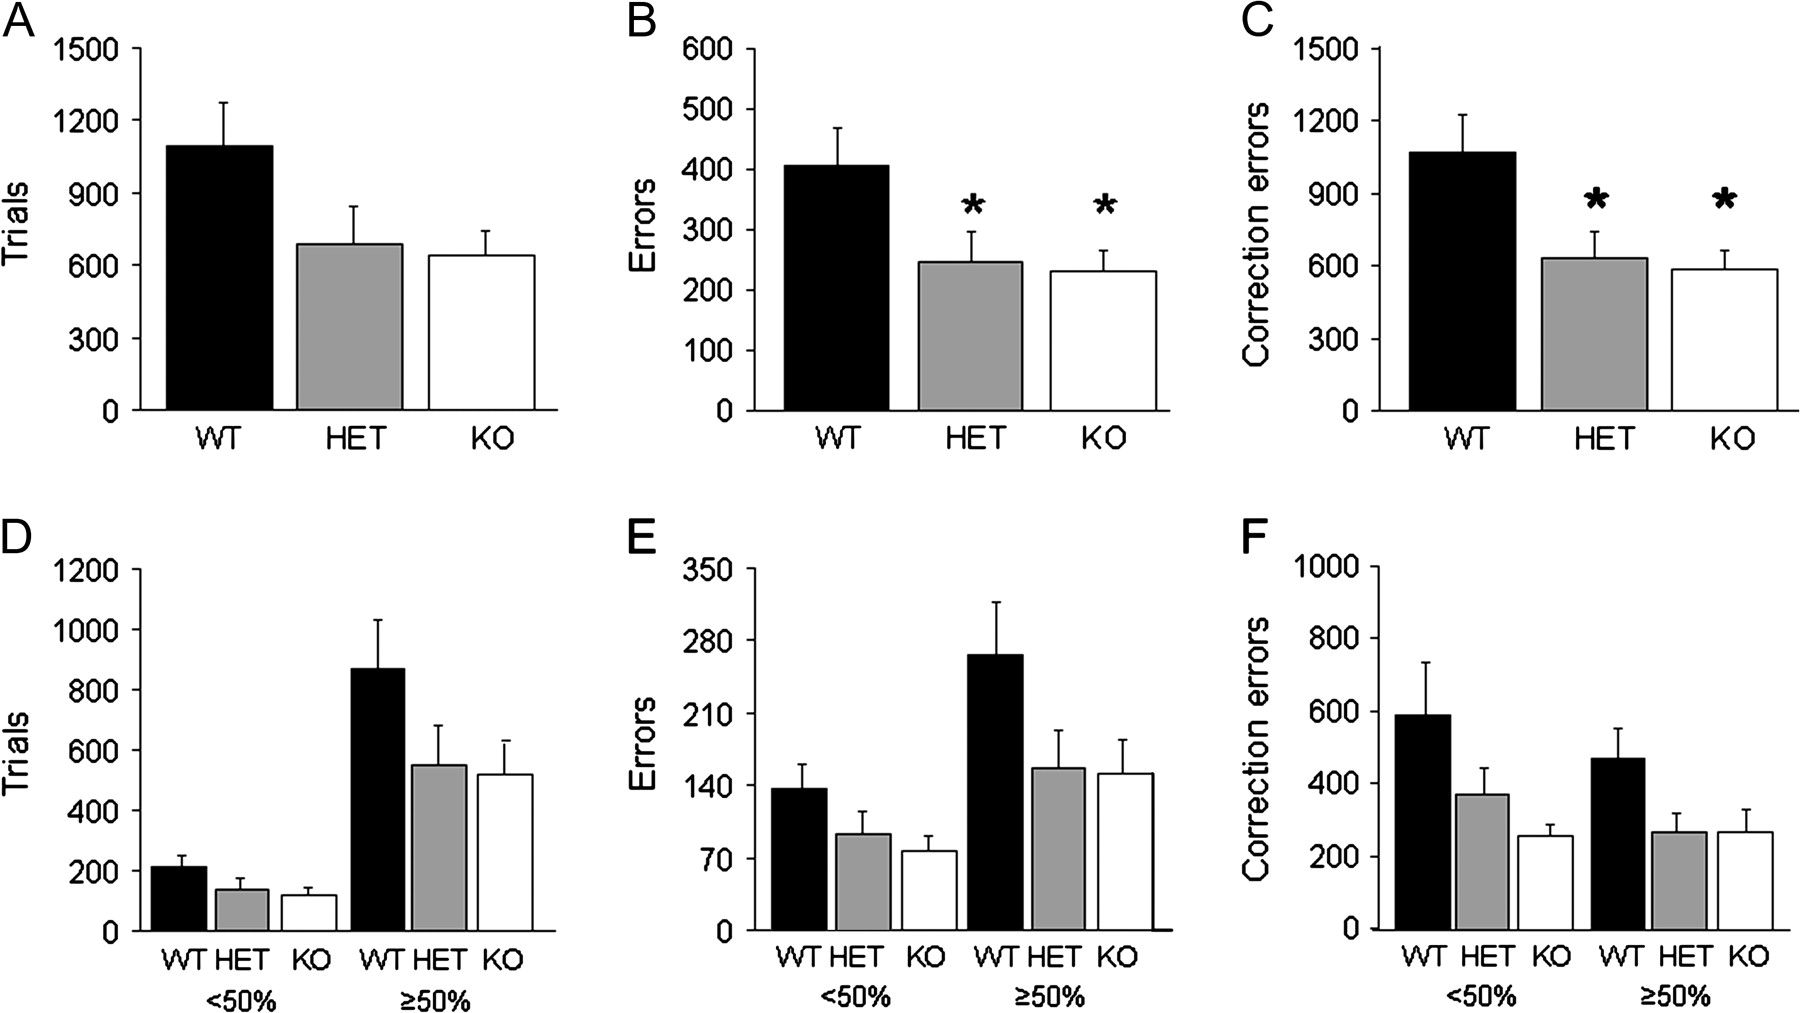 A
1500
1200
900
600
300
0
Trials
WT HET KO
B
600
500
400
300
200
100
0
Errors
* *
WT HET KO
C
1500
1200
900
600
300
0
Correction errors
* *
WT HET KO
D
1200
1000
800
600
400
200
0
Trials
WT HET KO WT HET KO
<50% ≥50%
E
350
280
210
140
70
0
Errors
WT HET KO WT HET KO
<50% ≥50%
F
1000
800
600
400
200
0
Correction errors
WT HET KO WT HET KO
<50% ≥50%